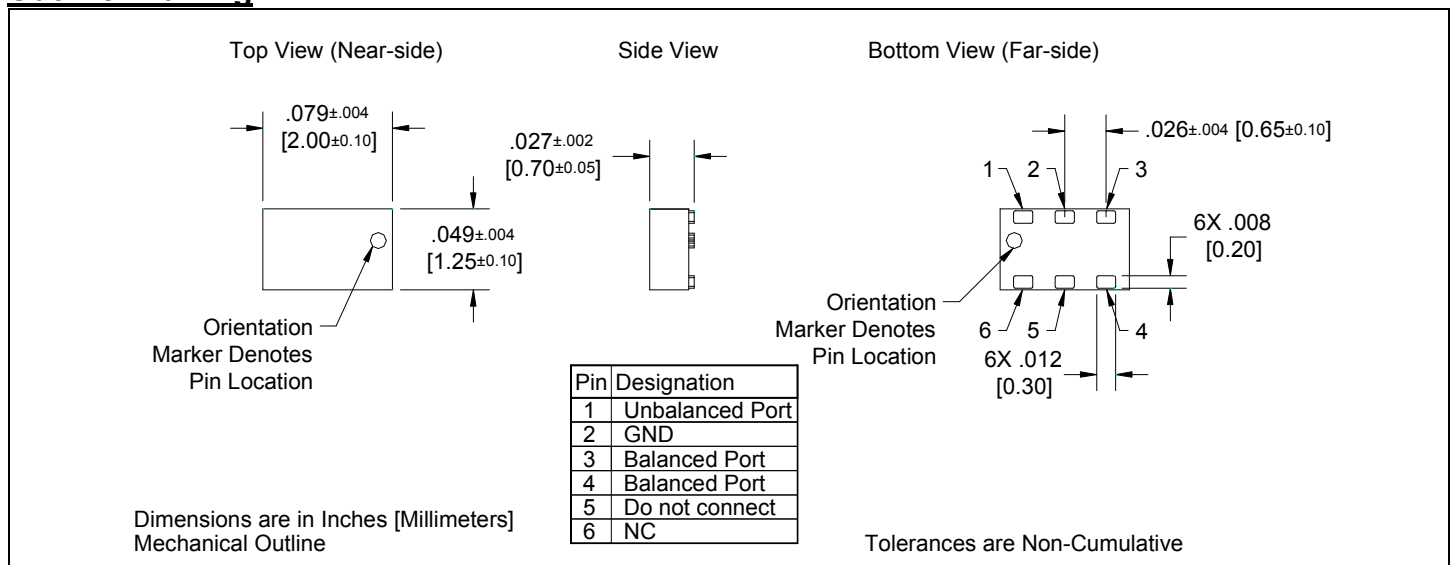 Top View (Near-side)
Side View
Bottom View (Far-side)
.079±.004
[2.00±0.10]
.027±.002
[0.70±0.05]
.026±.004 [0.65±0.10]
1
2
3
.049±.004
[1.25±0.10]
6X .008
[0.20]
Orientation
Marker Denotes
Pin Location
Orientation
Marker Denotes
Pin Location
6
5
4
6X .012
[0.30]
Pin Designation
1 Unbalanced Port
2 GND
3 Balanced Port
4 Balanced Port
5 Do not connect
6 NC
Dimensions are in Inches [Millimeters]
Mechanical Outline
Tolerances are Non-Cumulative